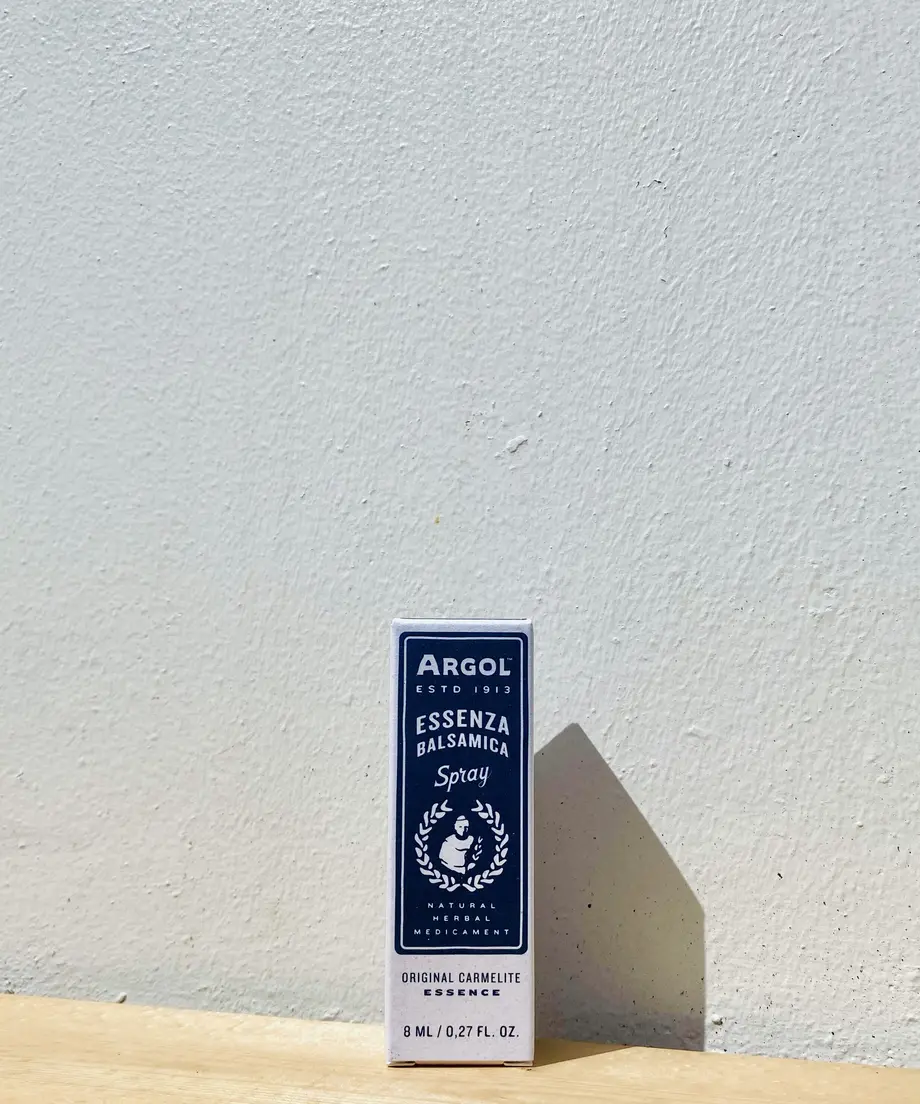 ARGOL™
ESTD 1913
ESSENZA
BALSAMICA
Spray
NATURAL
HERBAL
MEDICAMENT
ORIGINAL CARMELITE
ESSENCE
8 ML / 0,27 FL. OZ.